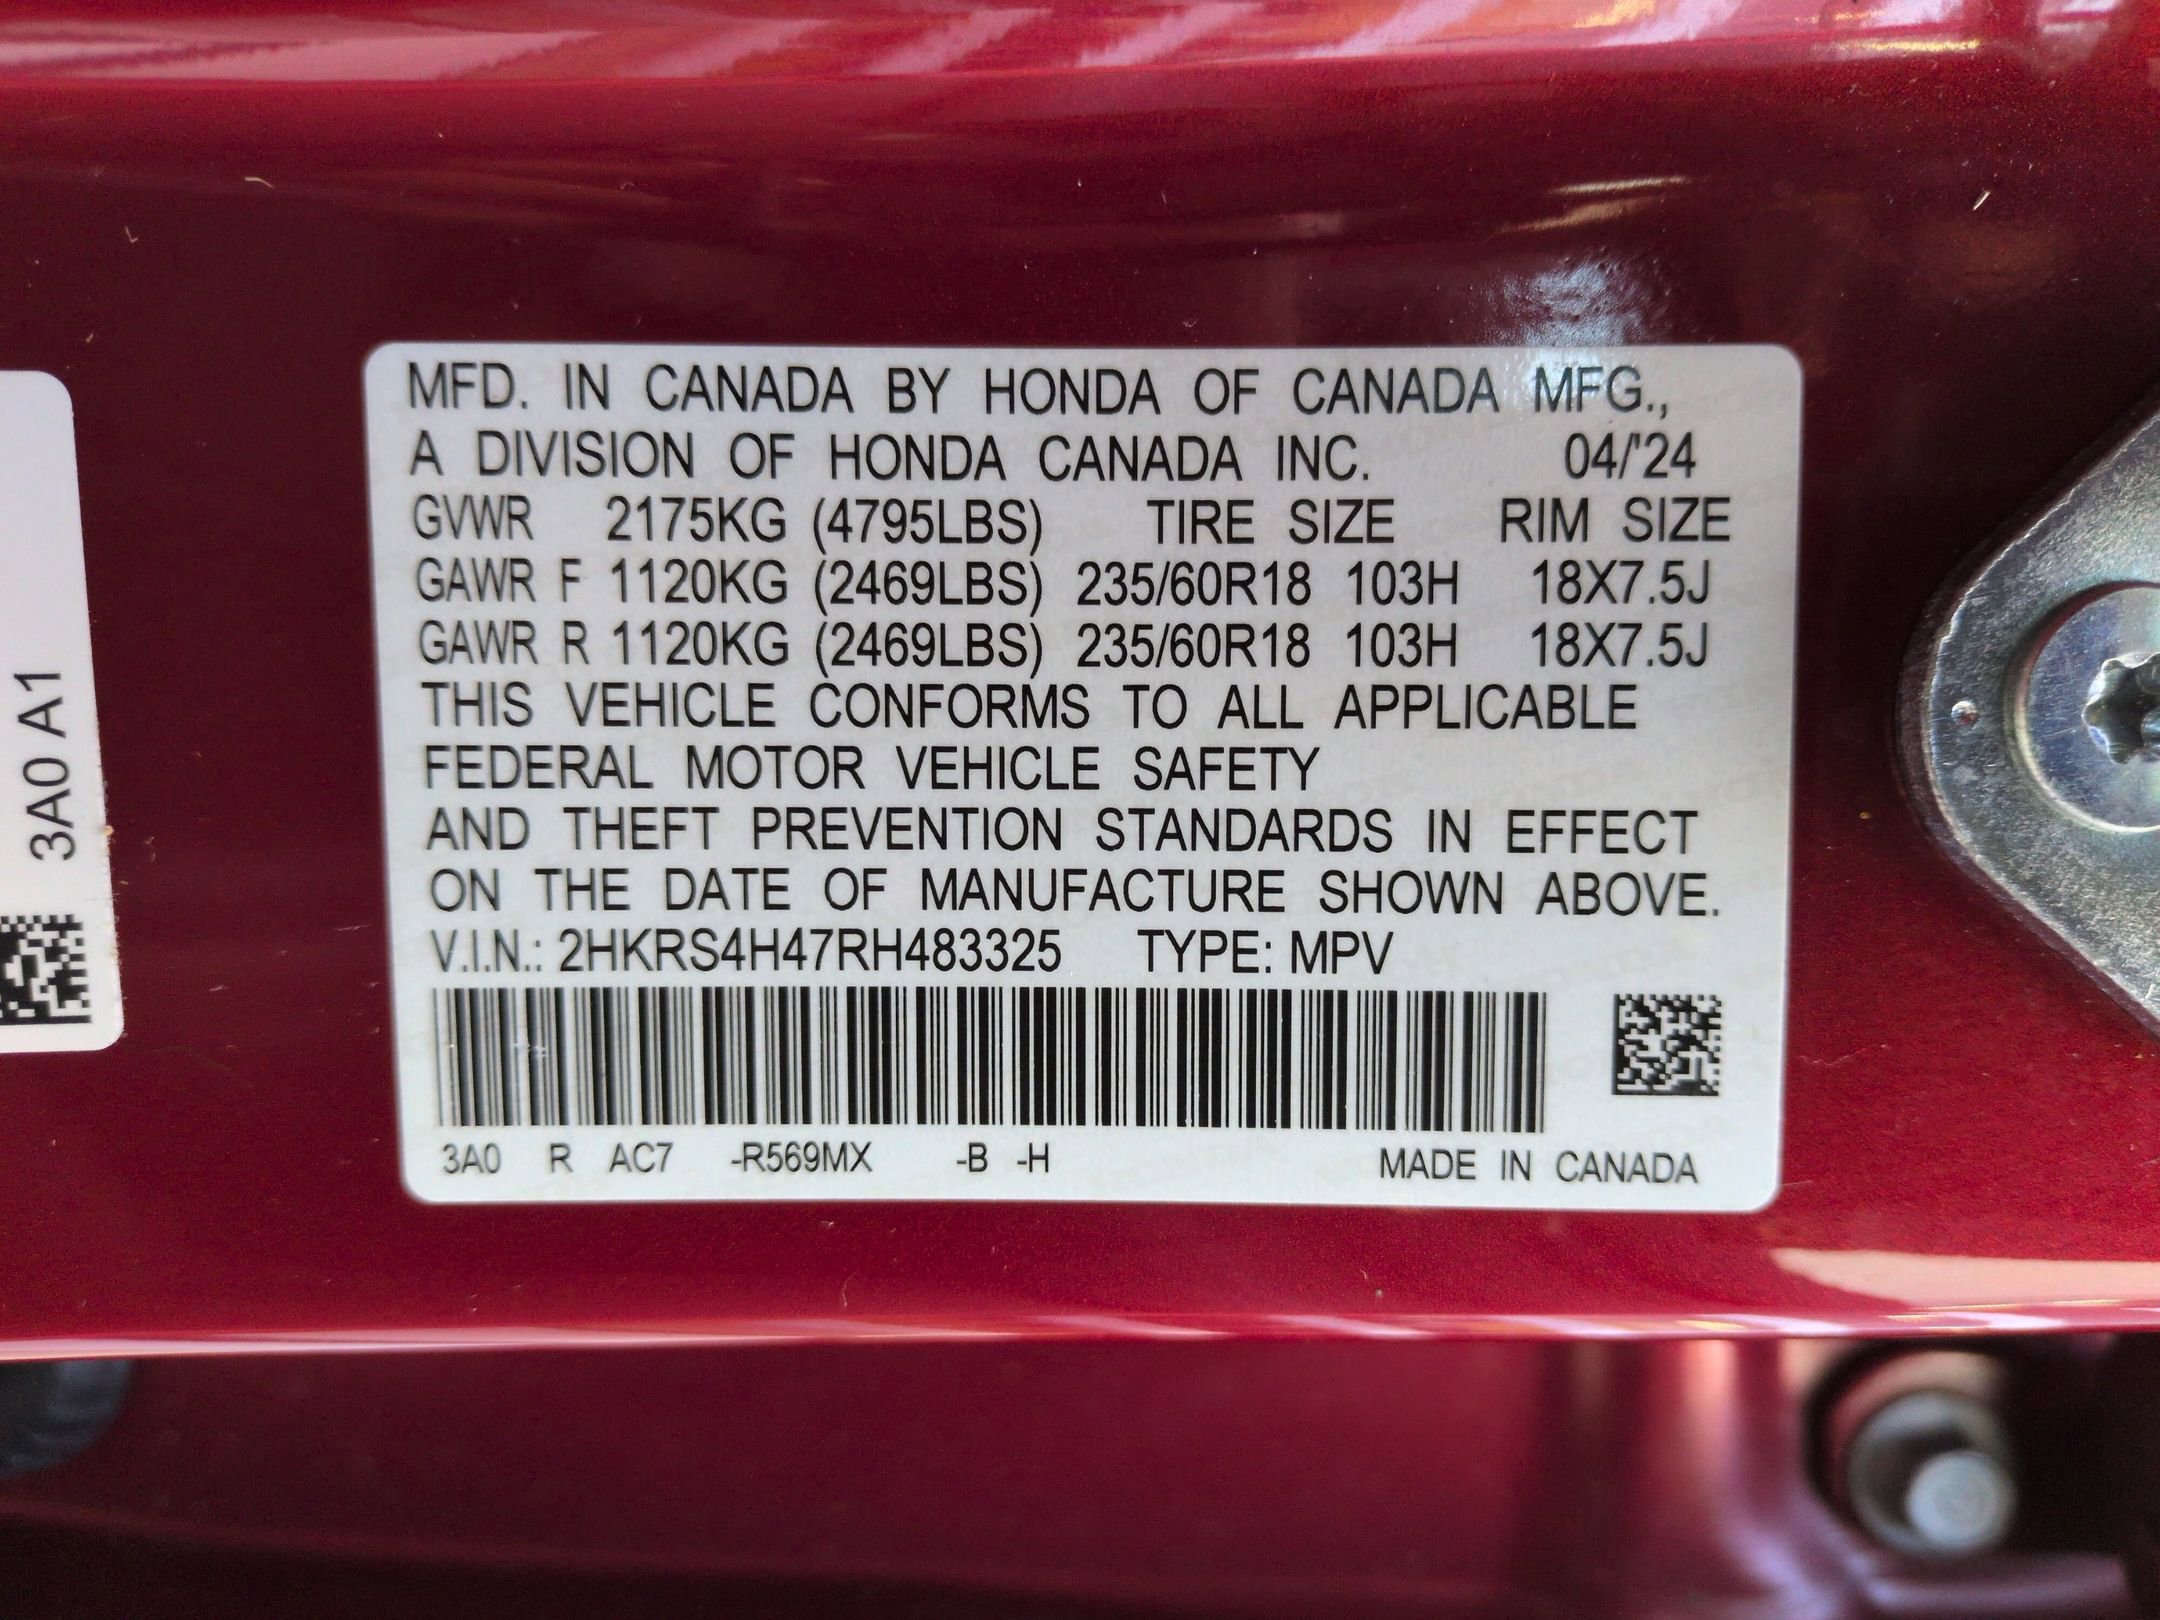 MFD. IN CANADA BY HONDA OF CANADA MFG.,
A DIVISION OF HONDA CANADA INC. 04/'24
GVWR 2175KG (4795LBS) TIRE SIZE RIM SIZE
GAWR F 1120KG (2469LBS) 235/60R18 103H 18X7.5J
GAWR R 1120KG (2469LBS) 235/60R18 103H 18X7.5J
THIS VEHICLE CONFORMS TO ALL APPLICABLE
FEDERAL MOTOR VEHICLE SAFETY
AND THEFT PREVENTION STANDARDS IN EFFECT
ON THE DATE OF MANUFACTURE SHOWN ABOVE.
V.I.N.: 2HKRS4H47RH483325 TYPE: MPV
3A0 R AC7 -R569MX -B -H MADE IN CANADA
3A0 A1